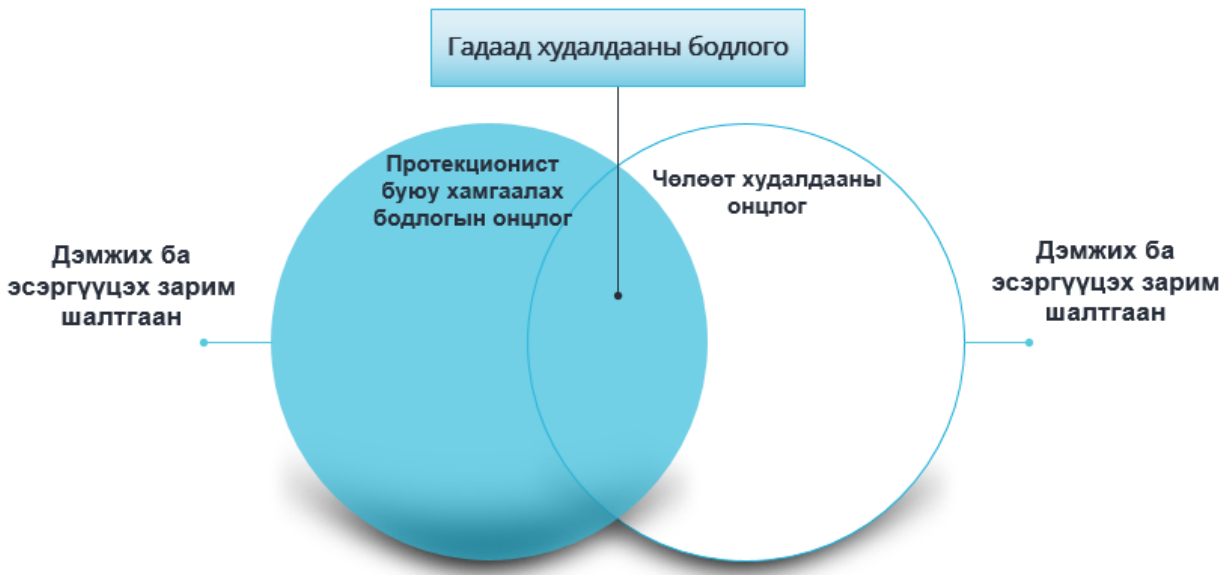 Гадаад худалдааны бодлого
Протекционист
буюу хамгаалах
бодлогын онцлог
Чөлөөт худалдааны
онцлог
Дэмжих ба
эсэргүүцэх зарим
шалтгаан
Дэмжих ба
эсэргүүцэх зарим
шалтгаан